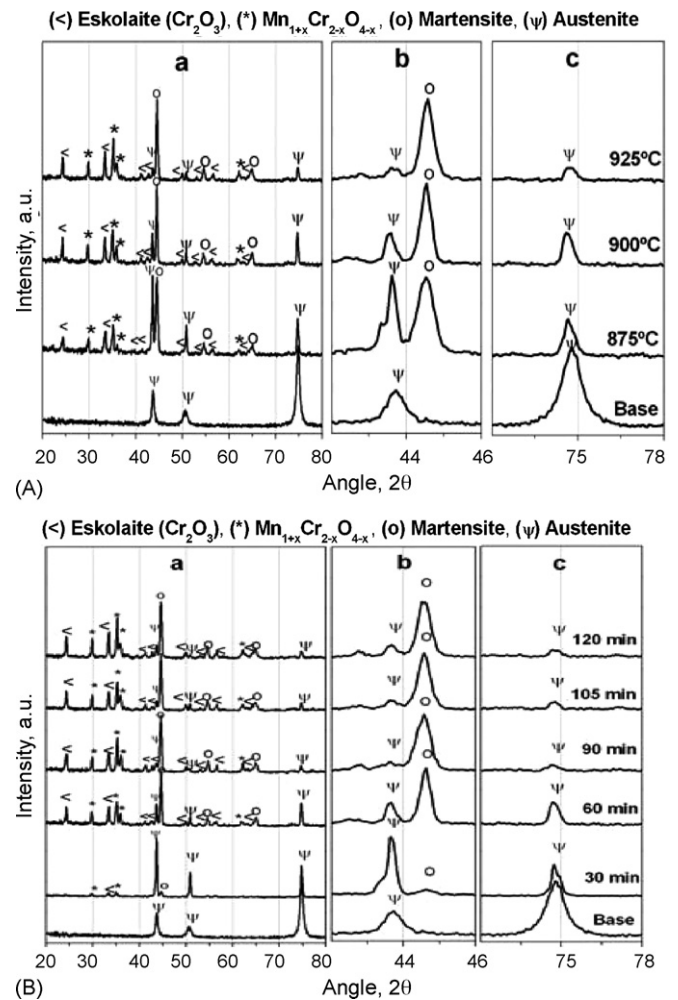 (<) Eskolaite (Cr2O3), (*) Mn1+xCr2-xO4-x, (o) Martensite, (ψ) Austenite
a b c
925ºC
900ºC
875ºC
Base
Intensity, a.u.
20 30 40 50 60 70 80 44 46 75 78
Angle, 2θ
(A)
(<) Eskolaite (Cr2O3), (*) Mn1+xCr2-xO4-x, (o) Martensite, (ψ) Austenite
a b c
120 min
105 min
90 min
60 min
30 min
Base
Intensity, a.u.
20 30 40 50 60 70 80 44 46 75 78
Angle, 2θ
(B)